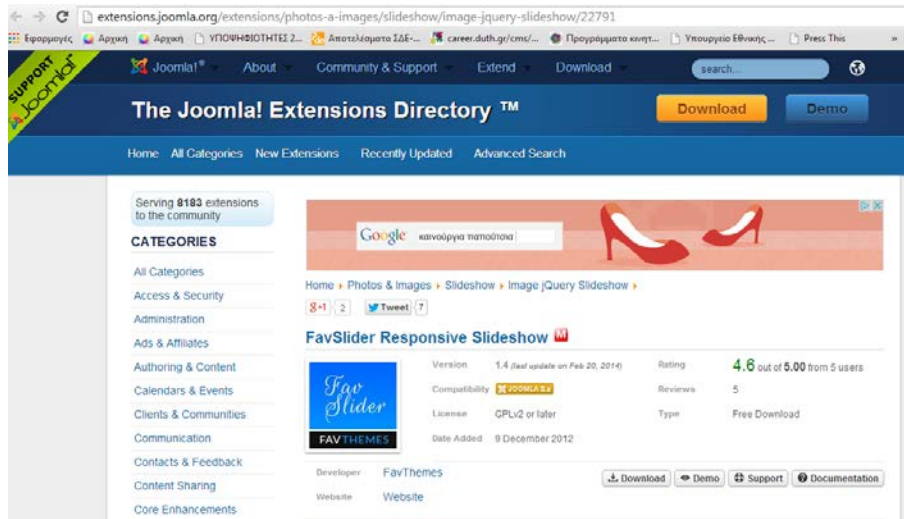 extensions.joomla.org/extensions/photos-a-images/slideshow/image-jquery-slideshow/22791
Εφαρμογές Αρχική Αρχική ΥΠΟΨΗΦΙΟΤΗΤΕΣ 2... Αποτελέσματα ΣΔΕ-... career.duth.gr/cms/... Προγράμματα κινητ... Υπουργείο Εθνικής ... Press This »
SUPPORT Joomla!
Joomla!® About Community & Support Extend Download search...
The Joomla! Extensions Directory ™ Download Demo
Home All Categories New Extensions Recently Updated Advanced Search
Serving 8183 extensions
to the community
CATEGORIES
All Categories
Access & Security
Administration
Ads & Affiliates
Authoring & Content
Calendars & Events
Clients & Communities
Communication
Contacts & Feedback
Content Sharing
Core Enhancements
Google καινούργια παπούτσια
Home Photos & Images Slideshow Image jQuery Slideshow
g+1 2 Tweet 7
FavSlider Responsive Slideshow M
Fav
Slider
FAVTHEMES
Version 1.4 (last update on Feb 20, 2014) Rating 4.6 out of 5.00 from 5 users
Compatibility JOOMLA 2.x Reviews 5
License GPLv2 or later Type Free Download
Date Added 9 December 2012
Developer FavThemes
Website Website
Download Demo Support Documentation